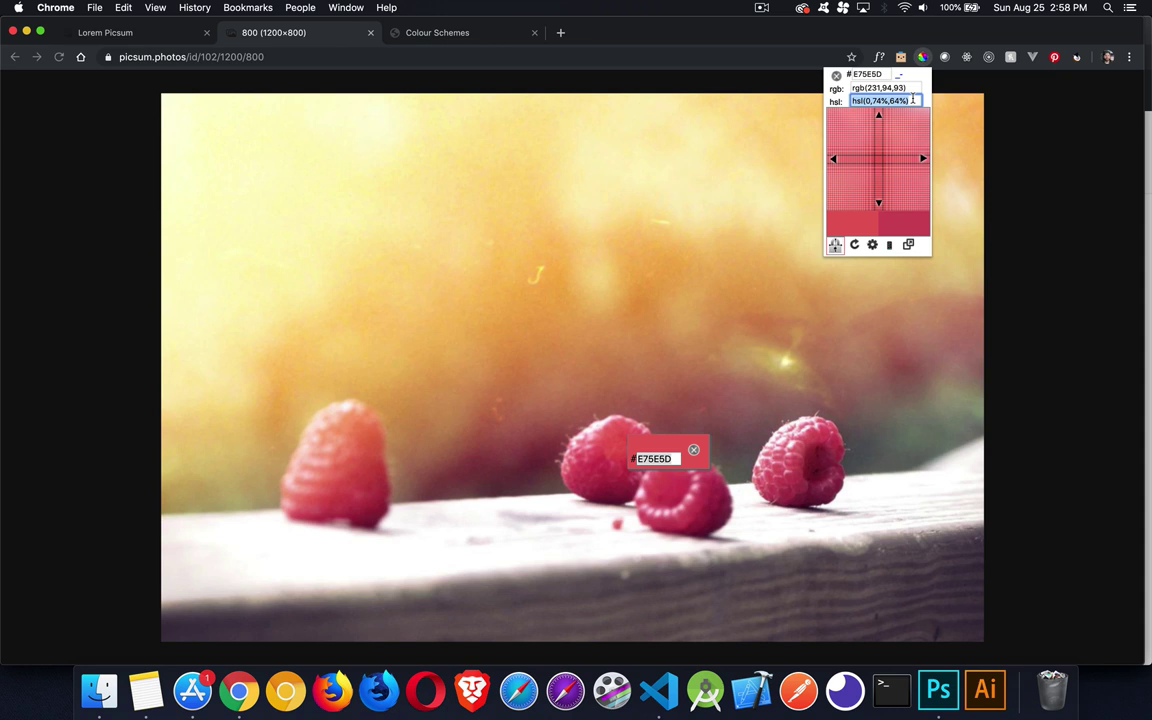 Chrome File Edit View History Bookmarks People Window Help 100% Sun Aug 25 2:58 PM
Lorem Picsum 800 (1200×800) Colour Schemes
picsum.photos/id/102/1200/800 f?
# E75E5D
rgb: rgb(231,94,93)
hsl: hsl(0,74%,64%)
#E75E5D
1
>_ Ps Ai